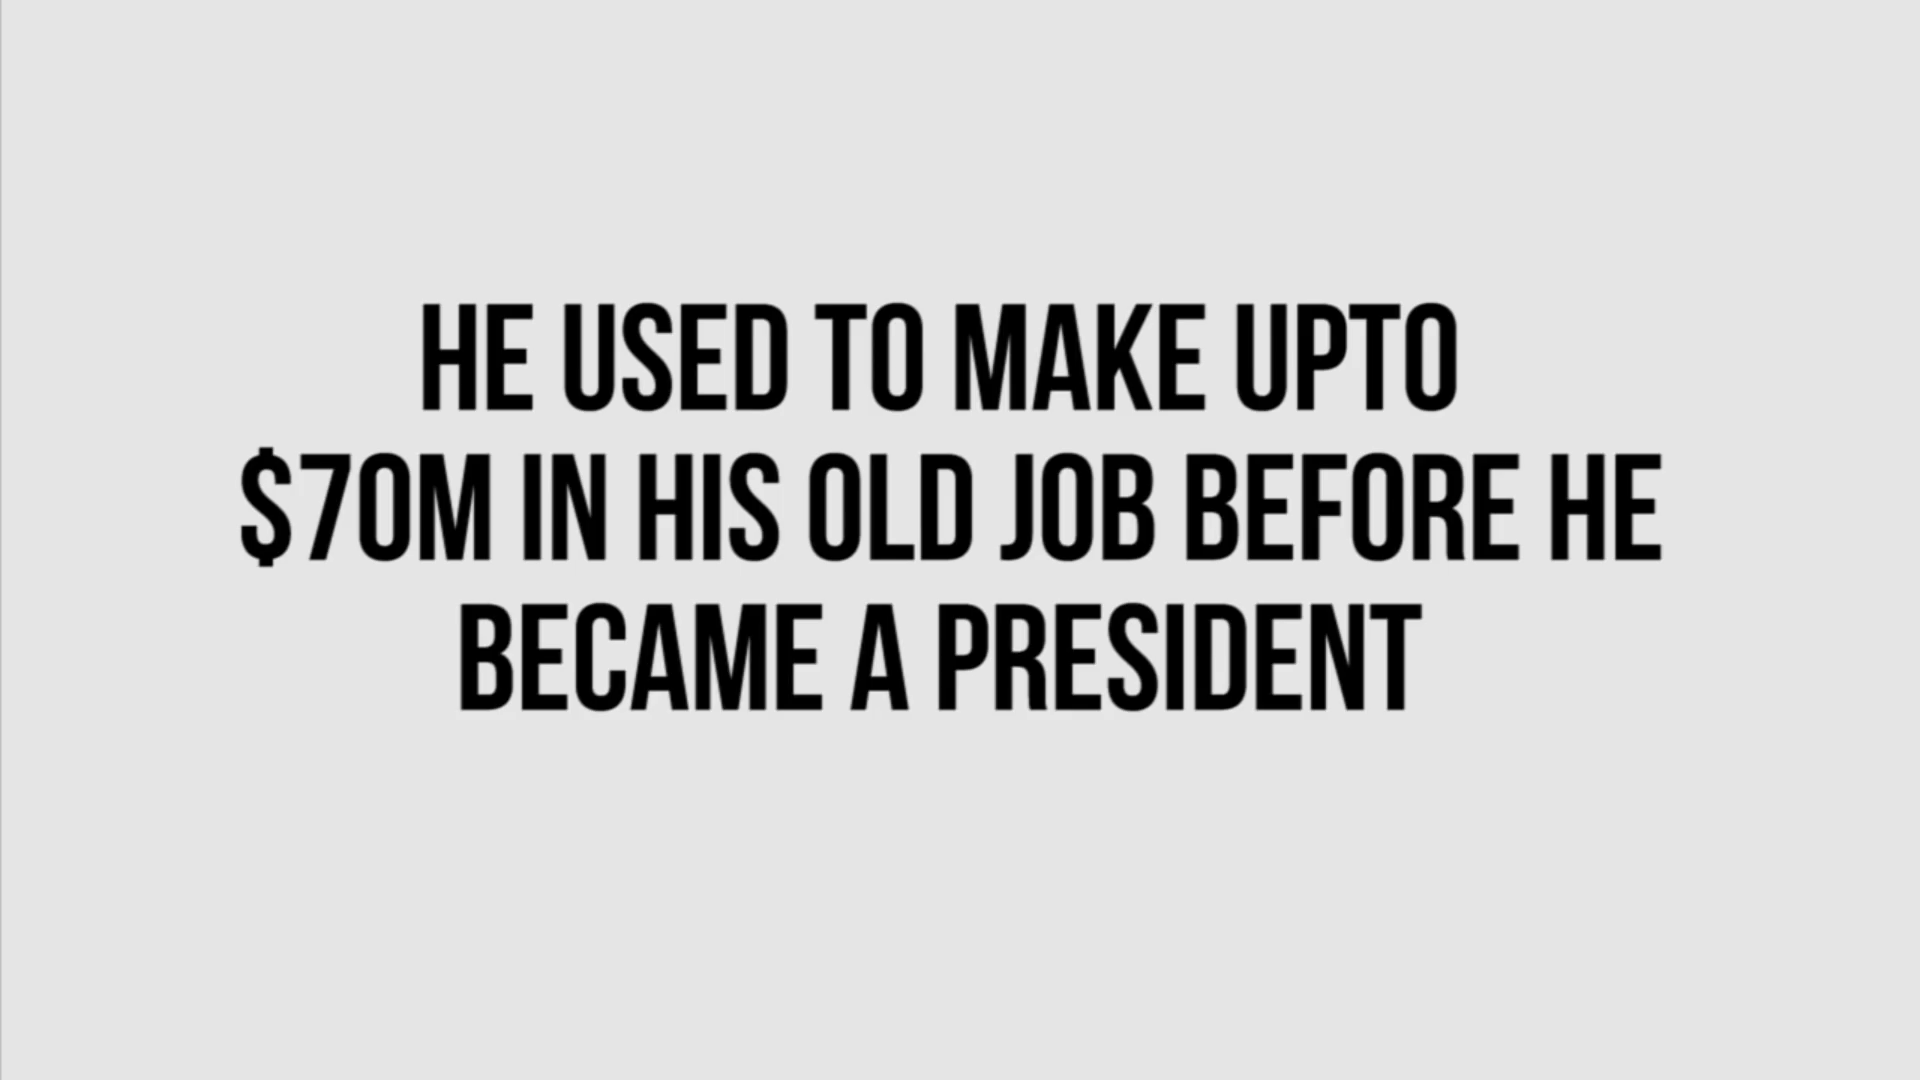 HE USED TO MAKE UPTO
$70M IN HIS OLD JOB BEFORE HE
BECAME A PRESIDENT